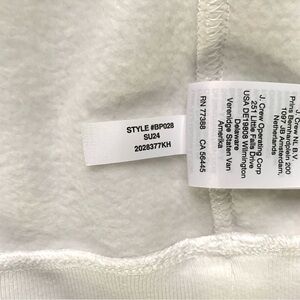 STYLE #BP028
SU24
2028377KH
J. Crew NL B.V.
Prins Bernhardplein 200
1097 JB Amsterdam,
Netherlands
J. Crew Operating Corp
251 Little Falls Drive
USA DE19808 Wilmington
Delaware
Verenidge Staten Van
Amerika
RN 77388 CA 56445